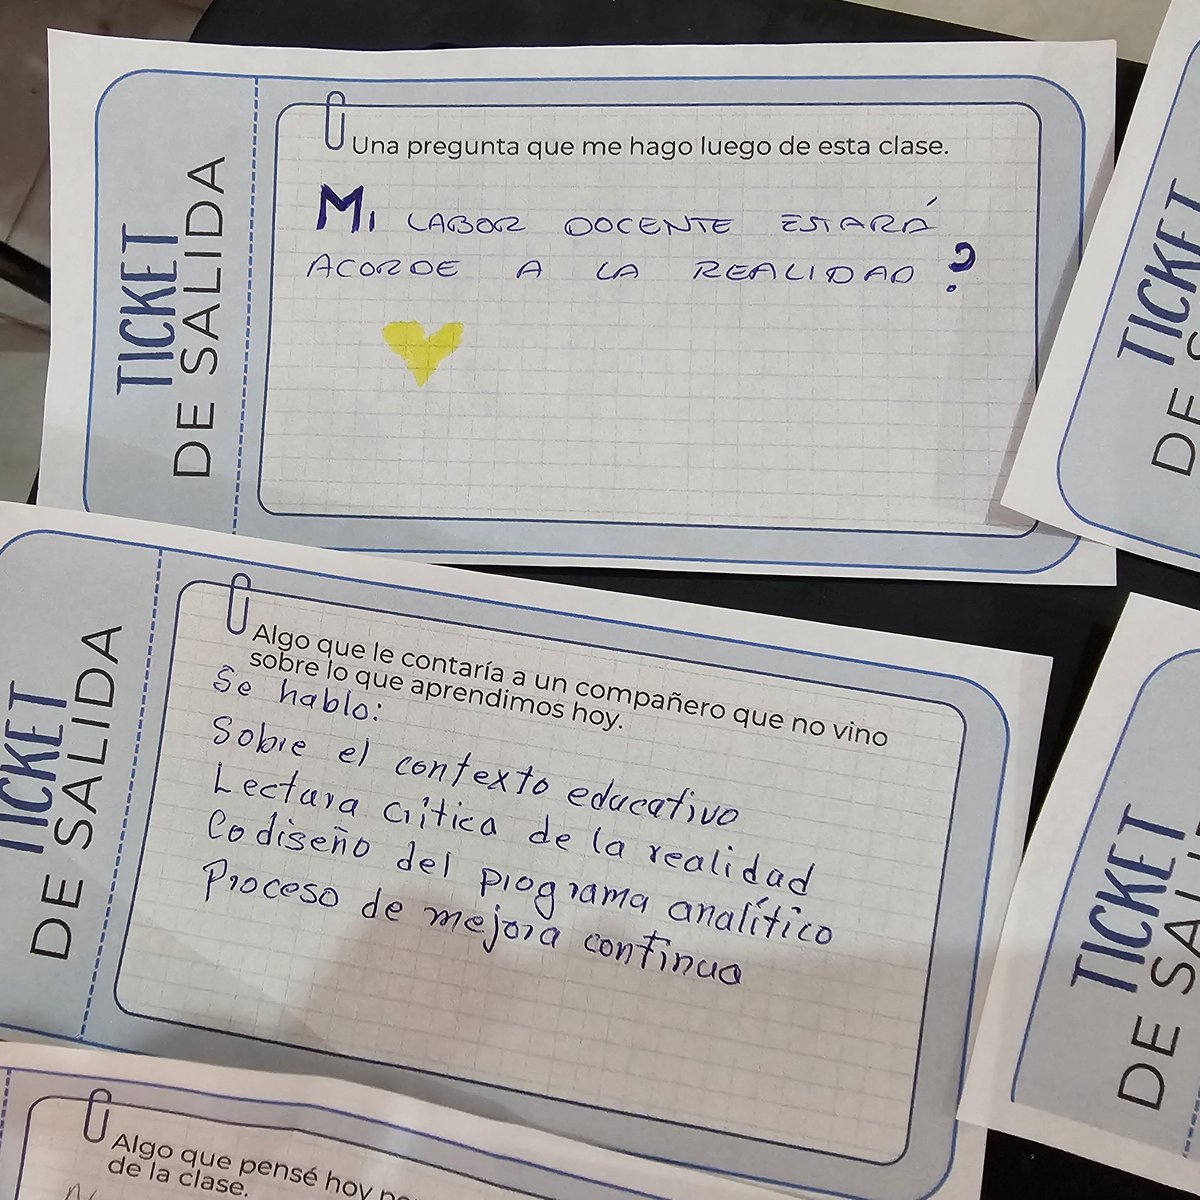 TICKET
DE SALIDA
Una pregunta que me hago luego de esta clase.
Mi LABOR DOCENTE ESTARÁ
ACORDE A LA REALIDAD ?
TICKET
DE SALIDA
Algo que le contaría a un compañero que no vino
sobre lo que aprendimos hoy.
Se hablo:
Sobre el contexto educativo
Lectura crítica de la realidad
Codiseño del programa analítico
Proceso de mejora continua
Algo que pensé hoy
de la clase.
TICKET
DE
TICKET
DE